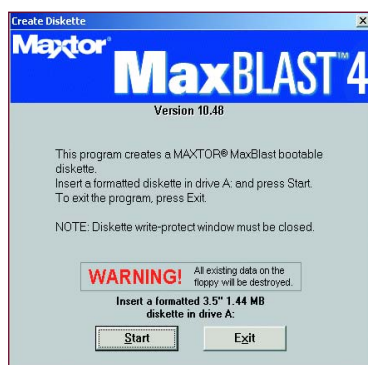 Create Diskette
Maxtor®
MaxBLAST™4
Version 10.48
This program creates a MAXTOR® MaxBlast bootable
diskette.
Insert a formatted diskette in drive A: and press Start.
To exit the program, press Exit.
NOTE: Diskette write-protect window must be closed.
WARNING! All existing data on the
floppy will be destroyed.
Insert a formatted 3.5" 1.44 MB
diskette in drive A:
Start Exit